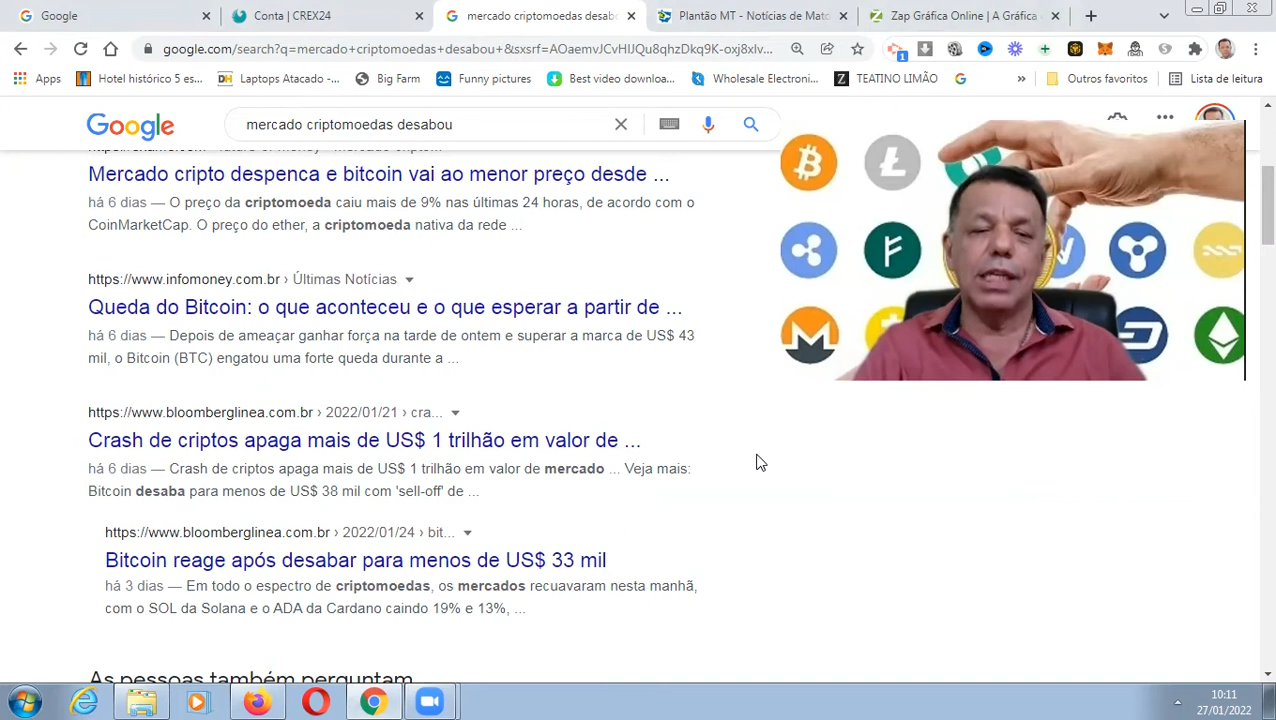 Google
Conta | CREX24
mercado criptomoedas desabo
Plantão MT - Notícias de Mato
Zap Gráfica Online | A Gráfica
google.com/search?q=mercado+criptomoedas+desabou+&sxsrf=AOaemvJCvHIJQu8qhzDkq9K-oxj8xlv...
Apps
Hotel histórico 5 es...
Laptops Atacado -...
Big Farm
Funny pictures
Best video downloa...
Wholesale Electroni...
TEATINO LIMÃO
»
Outros favoritos
Lista de leitura
Google
mercado criptomoedas desabou
Mercado cripto despenca e bitcoin vai ao menor preço desde ...
há 6 dias — O preço da criptomoeda caiu mais de 9% nas últimas 24 horas, de acordo com o
CoinMarketCap. O preço do ether, a criptomoeda nativa da rede ...
https://www.infomoney.com.br › Últimas Notícias
Queda do Bitcoin: o que aconteceu e o que esperar a partir de ...
há 6 dias — Depois de ameaçar ganhar força na tarde de ontem e superar a marca de US$ 43
mil, o Bitcoin (BTC) engatou uma forte queda durante a ...
https://www.bloomberglinea.com.br › 2022/01/21 › cra...
Crash de criptos apaga mais de US$ 1 trilhão em valor de ...
há 6 dias — Crash de criptos apaga mais de US$ 1 trilhão em valor de mercado ... Veja mais:
Bitcoin desaba para menos de US$ 38 mil com 'sell-off' de ...
https://www.bloomberglinea.com.br › 2022/01/24 › bit...
Bitcoin reage após desabar para menos de US$ 33 mil
há 3 dias — Em todo o espectro de criptomoedas, os mercados recuavaram nesta manhã,
com o SOL da Solana e o ADA da Cardano caindo 19% e 13%, ...
As pessoas também perguntam
10:11
27/01/2022